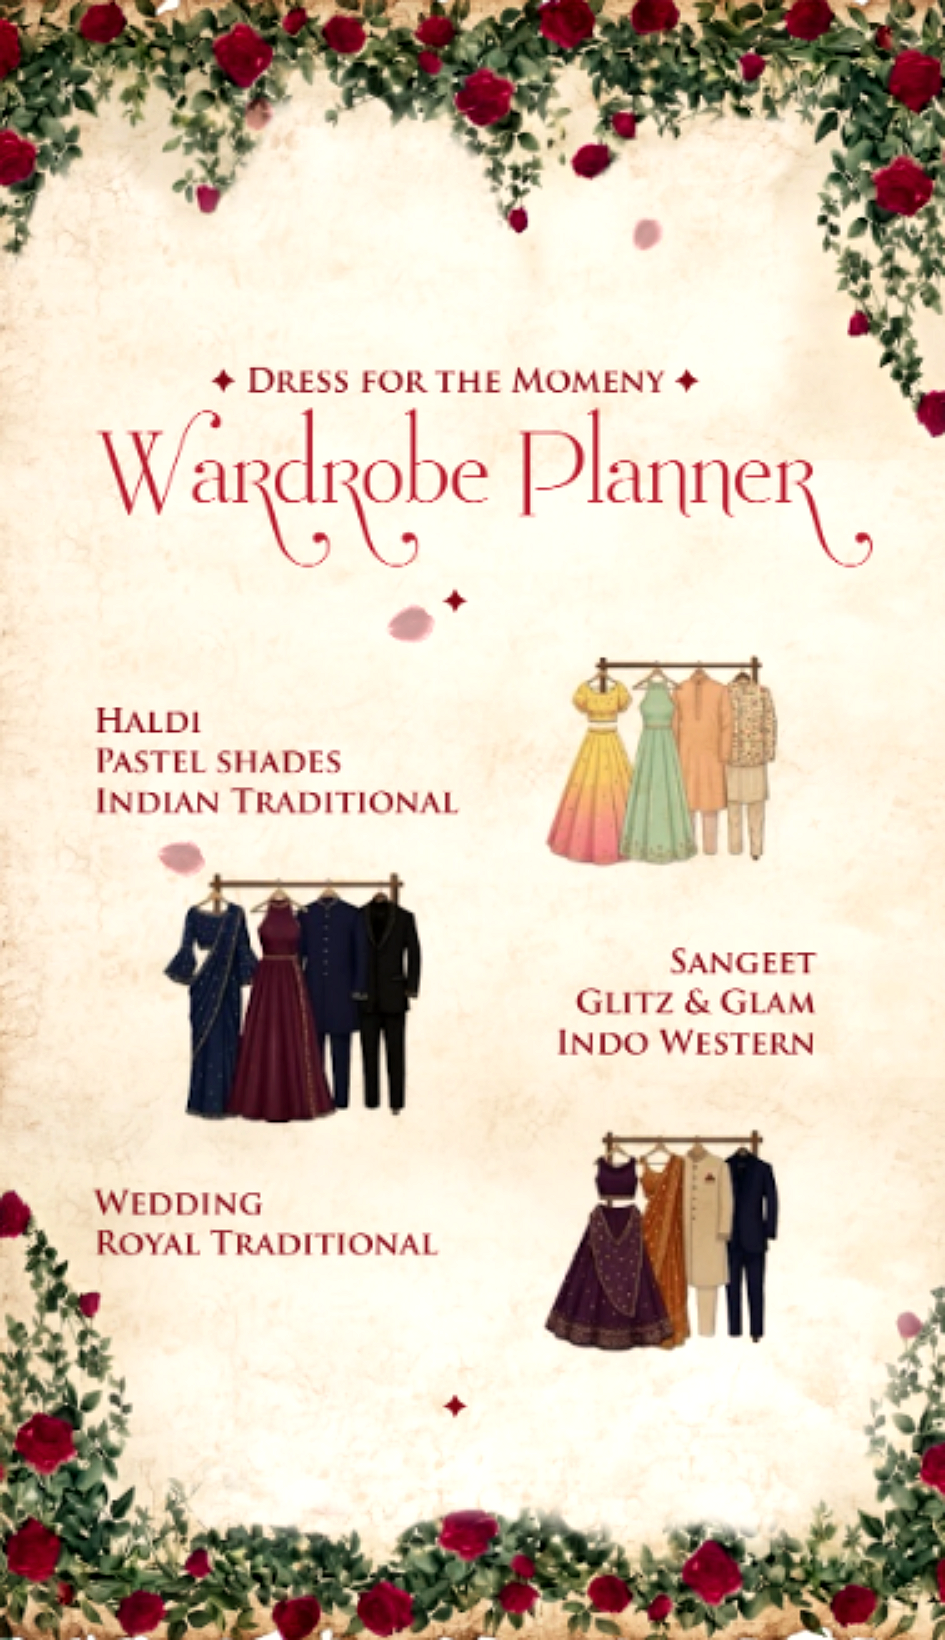 Dress for the Momeny
Wardrobe Planner
Haldi
Pastel shades
Indian Traditional
Sangeet
Glitz & Glam
Indo Western
Wedding
Royal Traditional